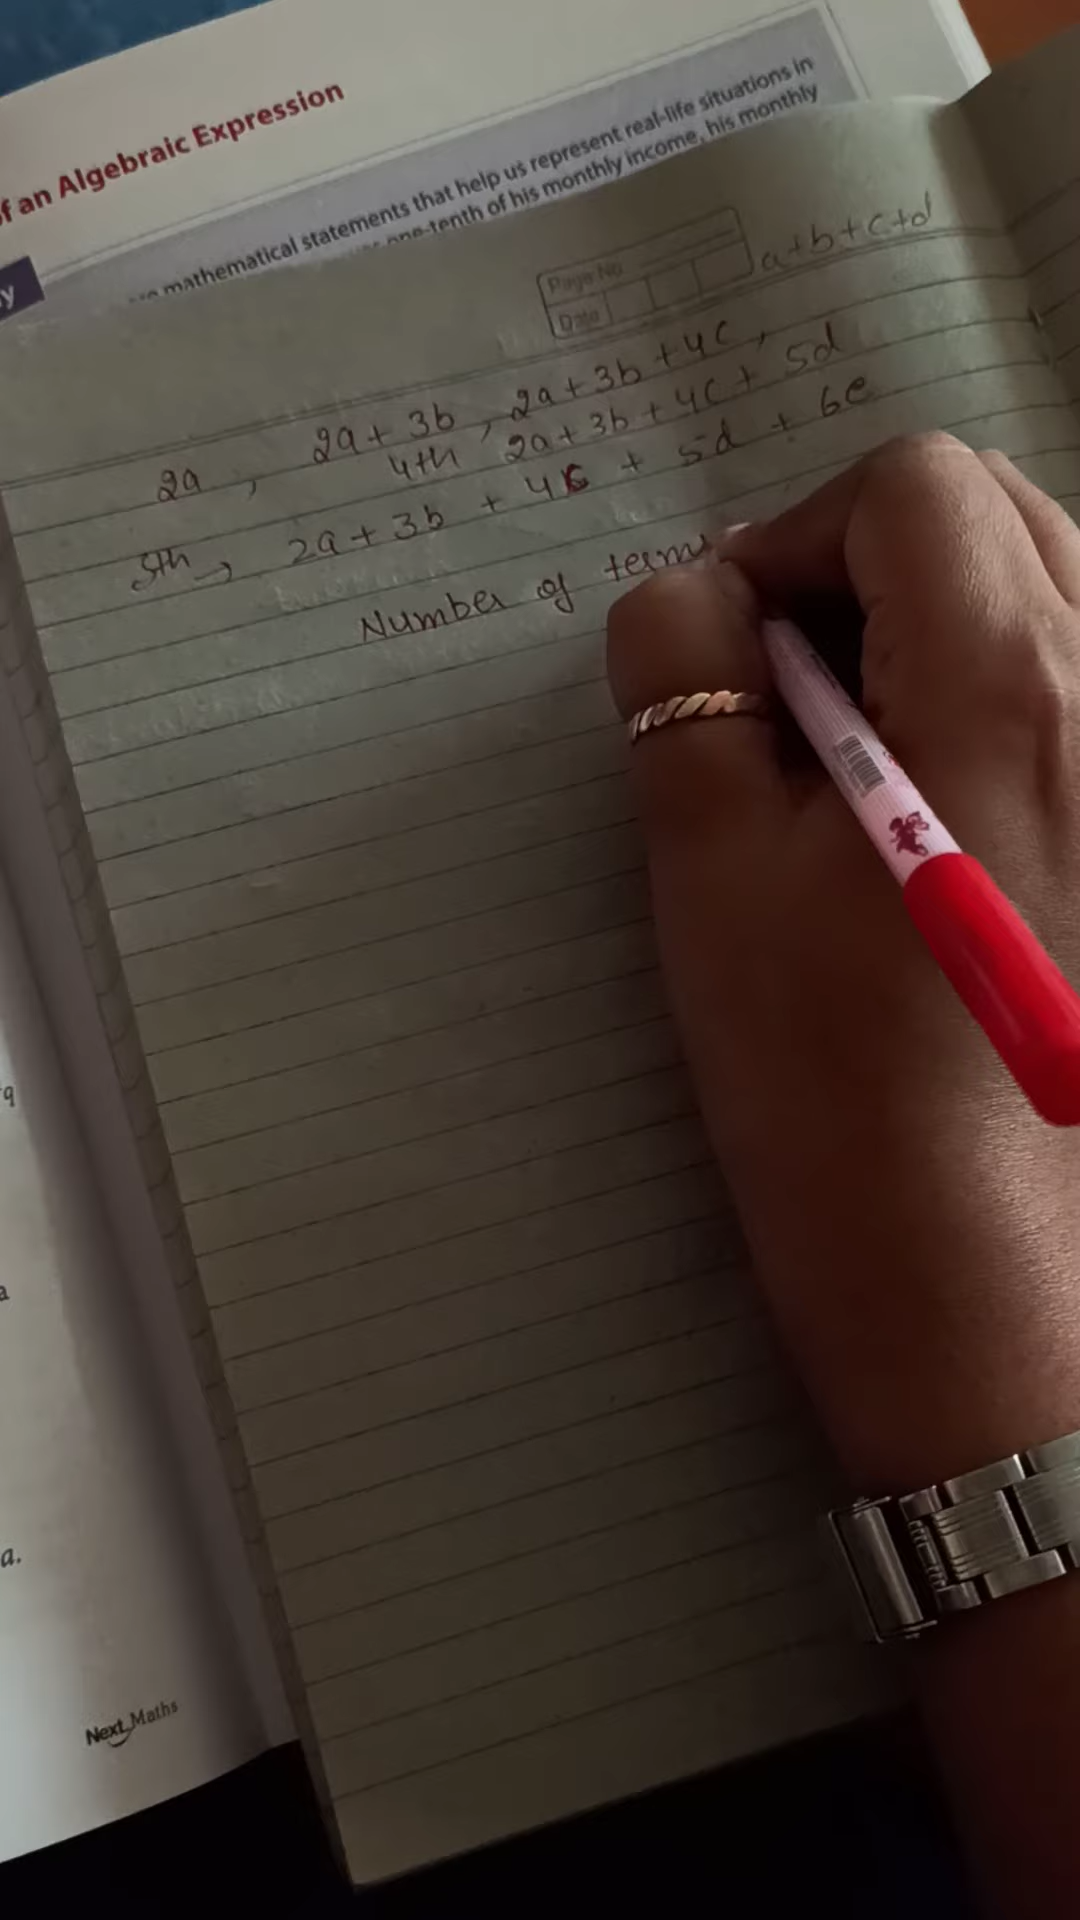 f an Algebraic Expression
mathematical statements that help us represent real-life situations in
one-tenth of his monthly income, his monthly
y
Page No
Date
a+b+c+d
2a , 2a + 3b , 2a + 3b + 4c ,
4th 2a + 3b + 4c + 5d
5th → 2a + 3b + 4c + 5d + 6e
Number of terms
q
a
a.
Next Maths